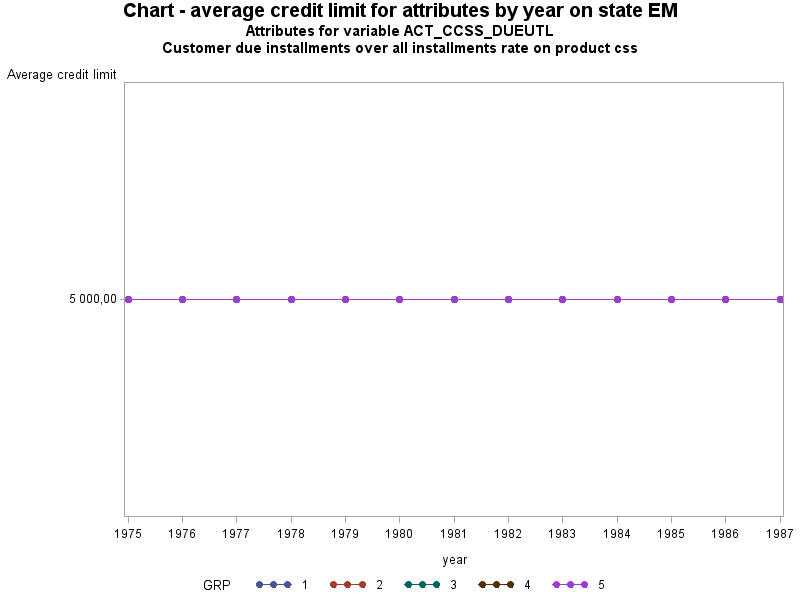 Chart - average credit limit for attributes by year on state EM
Attributes for variable ACT_CCSS_DUEUTL
Customer due installments over all installments rate on product css
Average credit limit
5 000,00
1975 1976 1977 1978 1979 1980 1981 1982 1983 1984 1985 1986 1987
year
GRP 1 2 3 4 5